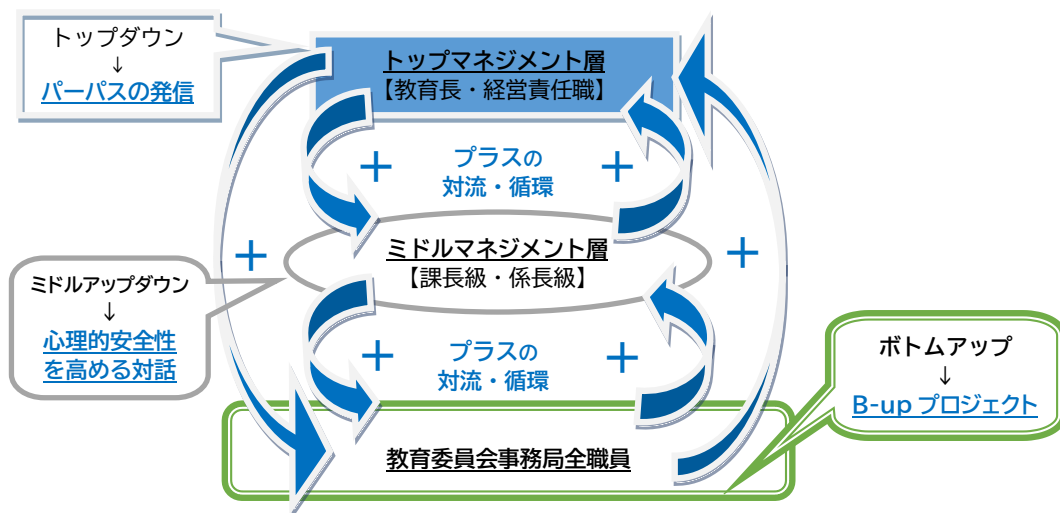 トップダウン
↓
パーパスの発信
トップマネジメント層
【教育長・経営責任職】
+
プラスの
対流・循環
+
+
ミドルマネジメント層
【課長級・係長級】
+
ミドルアップダウン
↓
心理的安全性
を高める対話
+
プラスの
対流・循環
+
ボトムアップ
↓
B-up プロジェクト
教育委員会事務局全職員